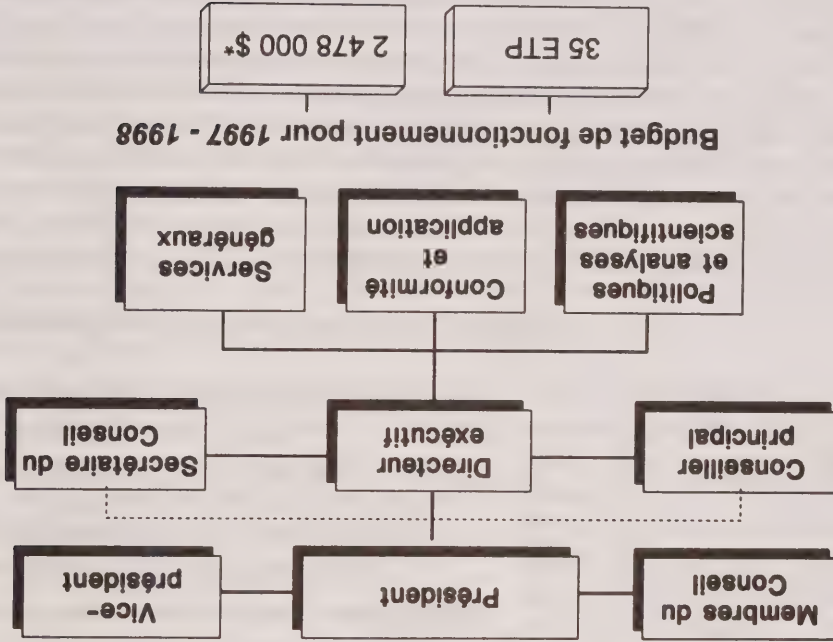 Membres du
Conseil
Président
Vice-
président
Conseiller
principal
Directeur
exécutif
Secrétaire du
Conseil
Politiques
et analyses
scientifiques
Conformité
et
application
Services
généraux
Budget de fonctionnement pour 1997 - 1998
35 ETP
2 478 000 $*